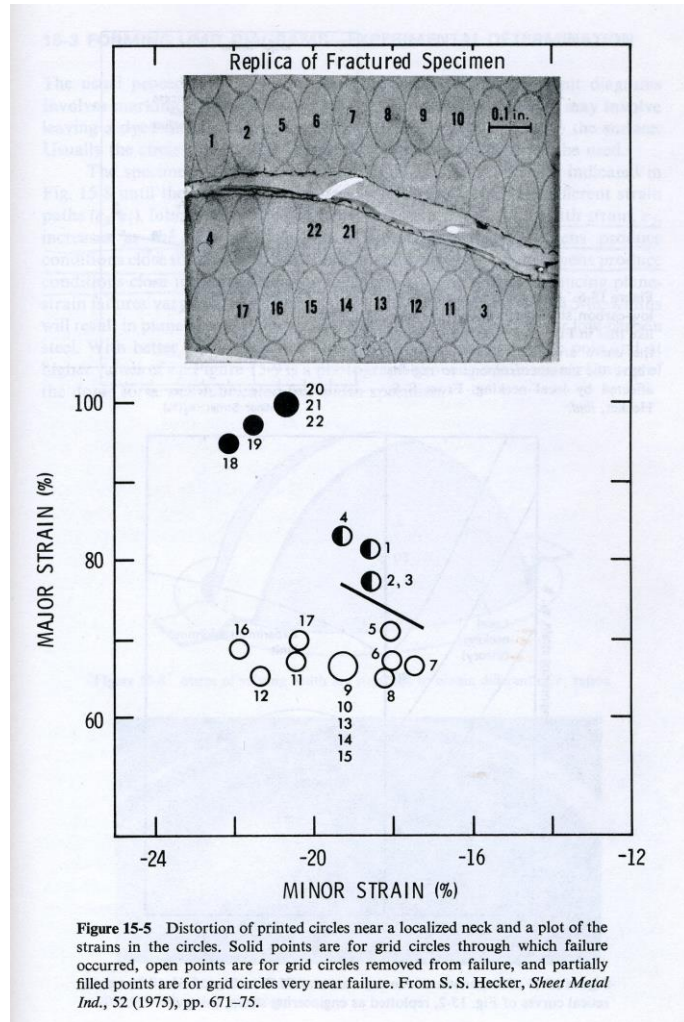 Replica of Fractured Specimen
1 2 5 6 7 8 9 10 0.1 in.
4 22 21
17 16 15 14 13 12 11 3
100
80
60
MAJOR STRAIN (%)
20
21
22
19
18
4
1
2, 3
5
16
17
6
7
11
12
8
9
10
13
14
15
-24 -20 -16 -12
MINOR STRAIN (%)
Figure 15-5 Distortion of printed circles near a localized neck and a plot of the
strains in the circles. Solid points are for grid circles through which failure
occurred, open points are for grid circles removed from failure, and partially
filled points are for grid circles very near failure. From S. S. Hecker, Sheet Metal
Ind., 52 (1975), pp. 671–75.